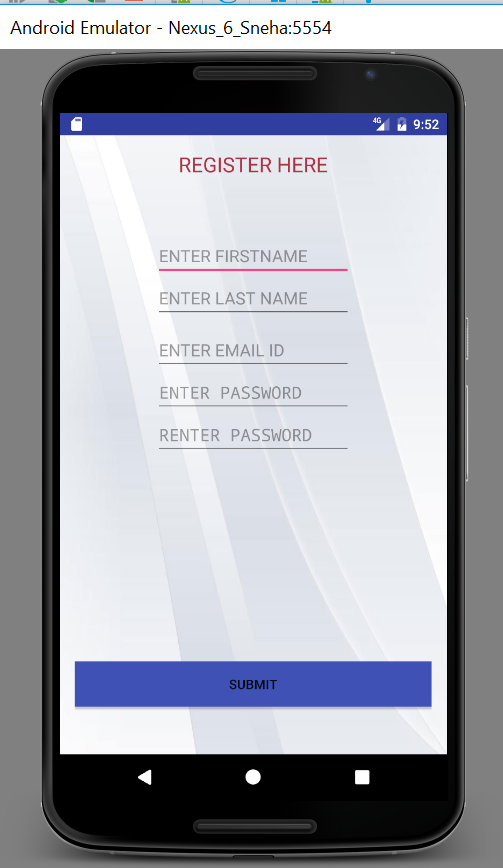 Android Emulator - Nexus_6_Sneha:5554
4G 9:52
REGISTER HERE
ENTER FIRSTNAME
ENTER LAST NAME
ENTER EMAIL ID
ENTER PASSWORD
RENTER PASSWORD
SUBMIT